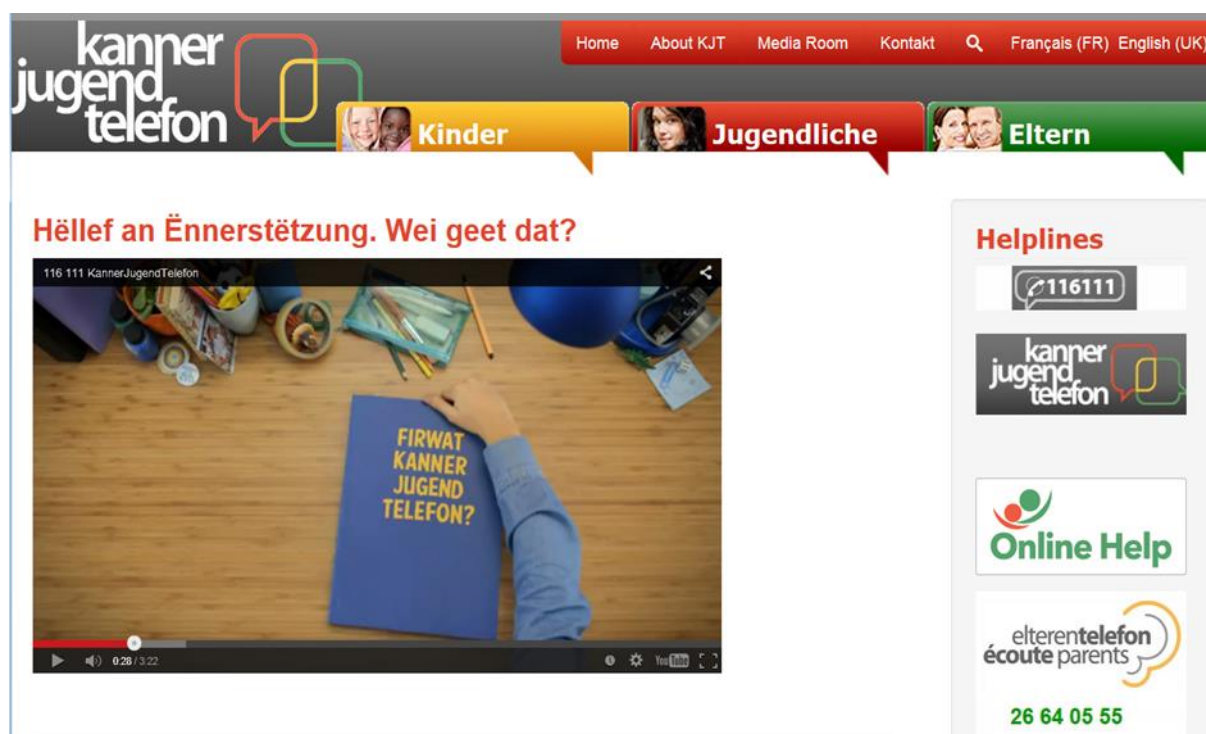 kanner
jugend
telefon
Home About KJT Media Room Kontakt Français (FR) English (UK)
Kinder Jugendliche Eltern
Hëllef an Ënnerstëtzung. Wei geet dat?
116 111 KannerJugendTelefon
FIRWAT
KANNER
JUGEND
TELEFON?
0:28 / 3:22
YouTube
Helplines
116111
kanner
jugend
telefon
Online Help
elterentelefon
écoute parents
26 64 05 55